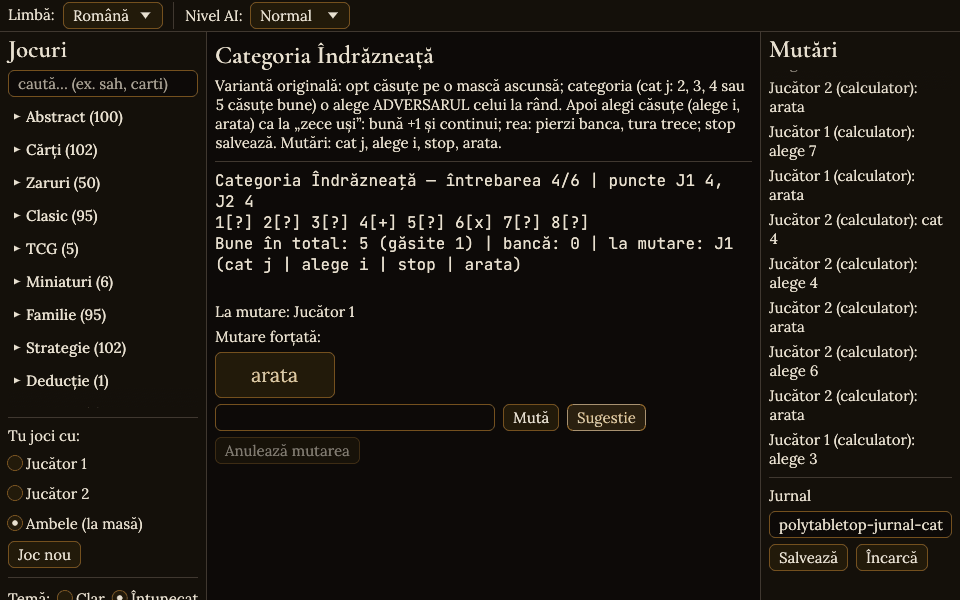 Limbă: Română ▼ Nivel AI: Normal ▼
Jocuri
caută... (ex. sah, carti)
▸ Abstract (100)
▸ Cărți (102)
▸ Zaruri (50)
▸ Clasic (95)
▸ TCG (5)
▸ Miniaturi (6)
▸ Familie (95)
▸ Strategie (102)
▸ Deducție (1)
Tu joci cu:
Jucător 1
Jucător 2
Ambele (la masă)
Joc nou
Temă: Clar Întunecat
Categoria Îndrăzneață
Variantă originală: opt căsuțe pe o mască ascunsă; categoria (cat j: 2, 3, 4 sau
5 căsuțe bune) o alege ADVERSARUL celui la rând. Apoi alegi căsuțe (alege i,
arata) ca la „zece uși”: bună +1 și continui; rea: pierzi banca, tura trece; stop
salvează. Mutări: cat j, alege i, stop, arata.
Categoria Îndrăzneață — întrebarea 4/6 | puncte J1 4,
J2 4
1[?] 2[?] 3[?] 4[+] 5[?] 6[x] 7[?] 8[?]
Bune în total: 5 (găsite 1) | bancă: 0 | la mutare: J1
(cat j | alege i | stop | arata)
La mutare: Jucător 1
Mutare forțată:
arata
Mută Sugestie
Anulează mutarea
Mutări
Jucător 2 (calculator):
arata
Jucător 1 (calculator):
alege 7
Jucător 1 (calculator):
arata
Jucător 2 (calculator): cat
4
Jucător 2 (calculator):
alege 4
Jucător 2 (calculator):
arata
Jucător 2 (calculator):
alege 6
Jucător 2 (calculator):
arata
Jucător 1 (calculator):
alege 3
Jurnal
polytabletop-jurnal-cat
Salvează Încarcă